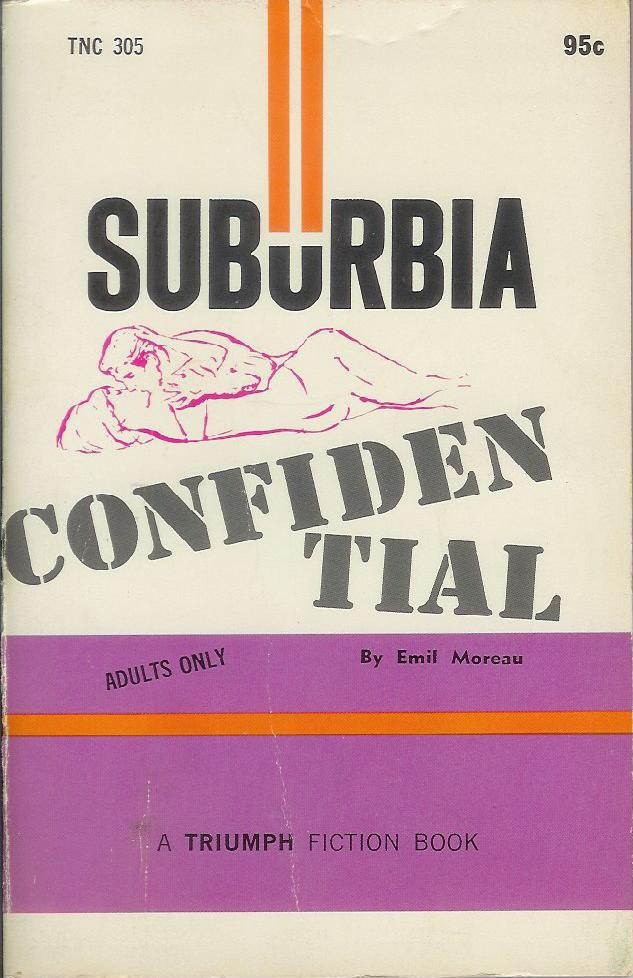 TNC 305
95c
SUBURBIA
CONFIDEN
TIAL
ADULTS ONLY
By Emil Moreau
A TRIUMPH FICTION BOOK